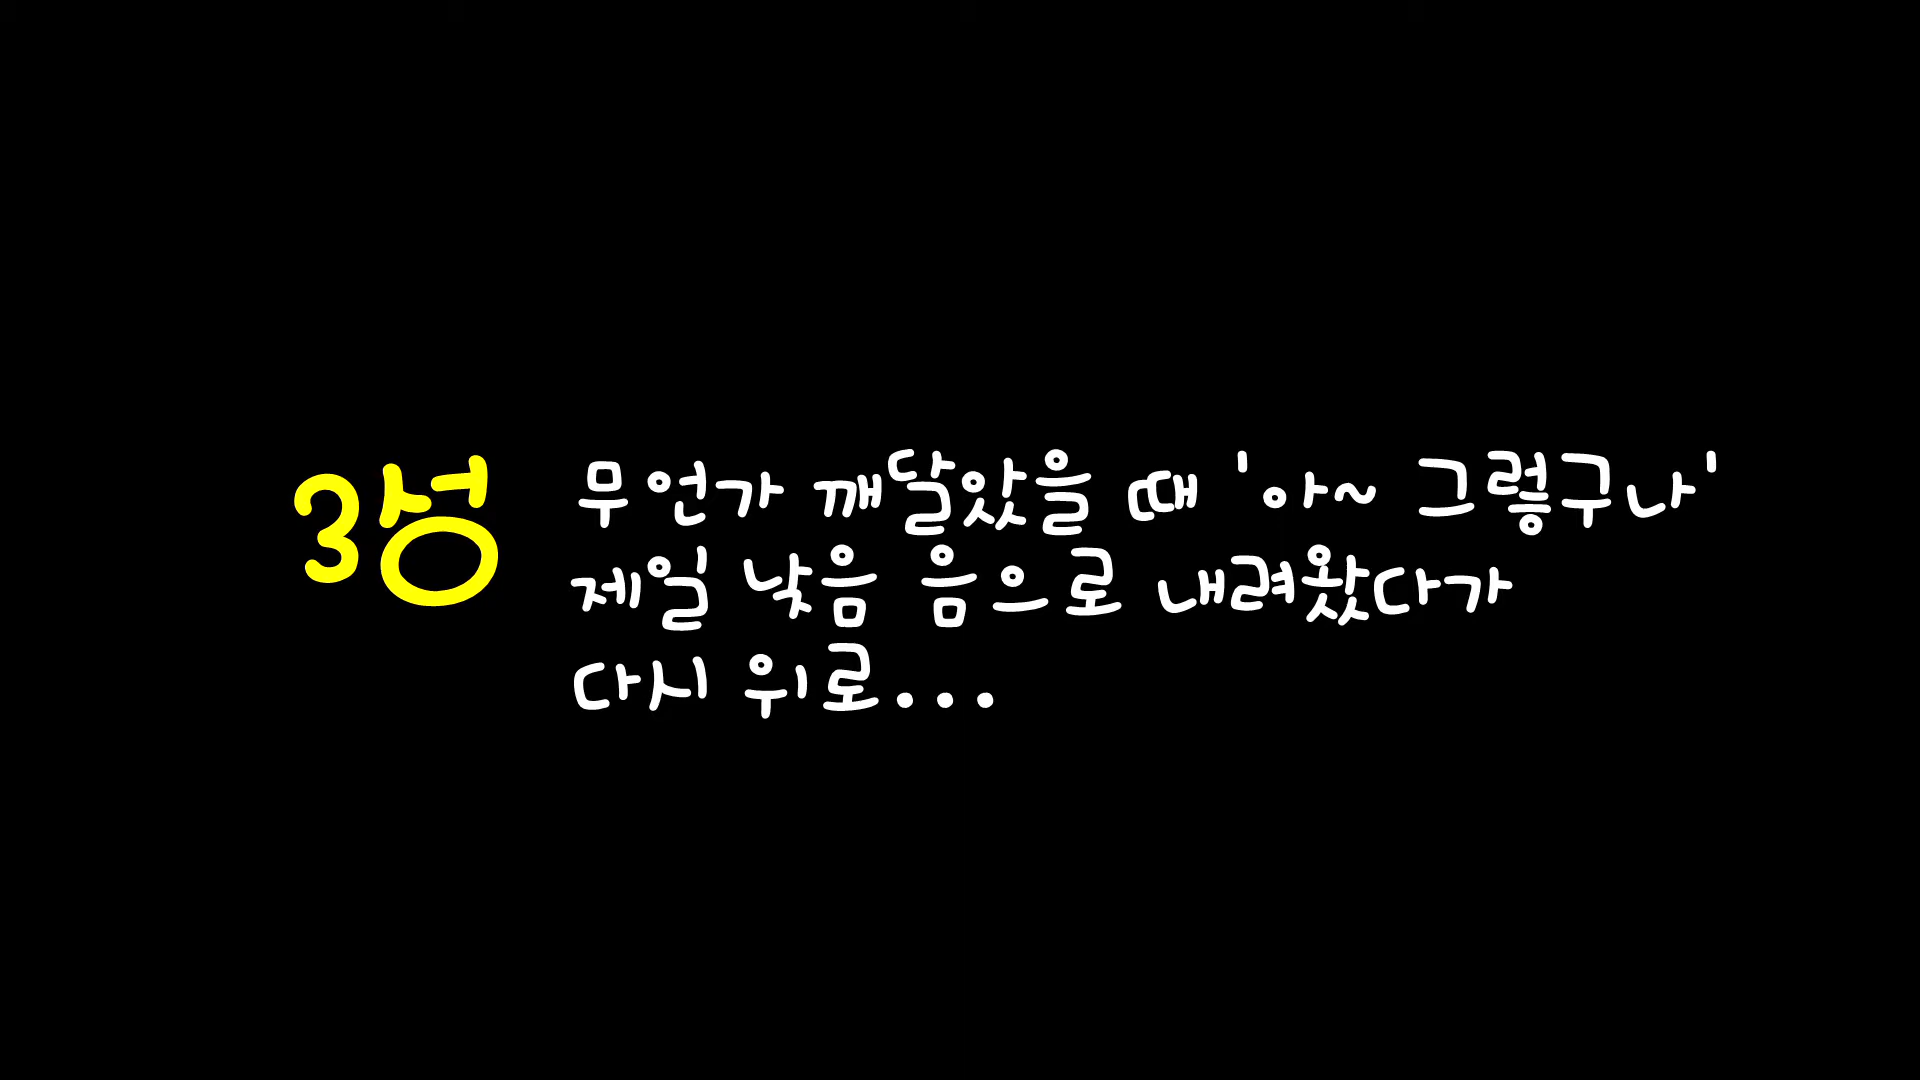 3성
무언가 깨달았을 때 '아~ 그렇구나'
제일 낮음 음으로 내려왔다가
다시 위로...